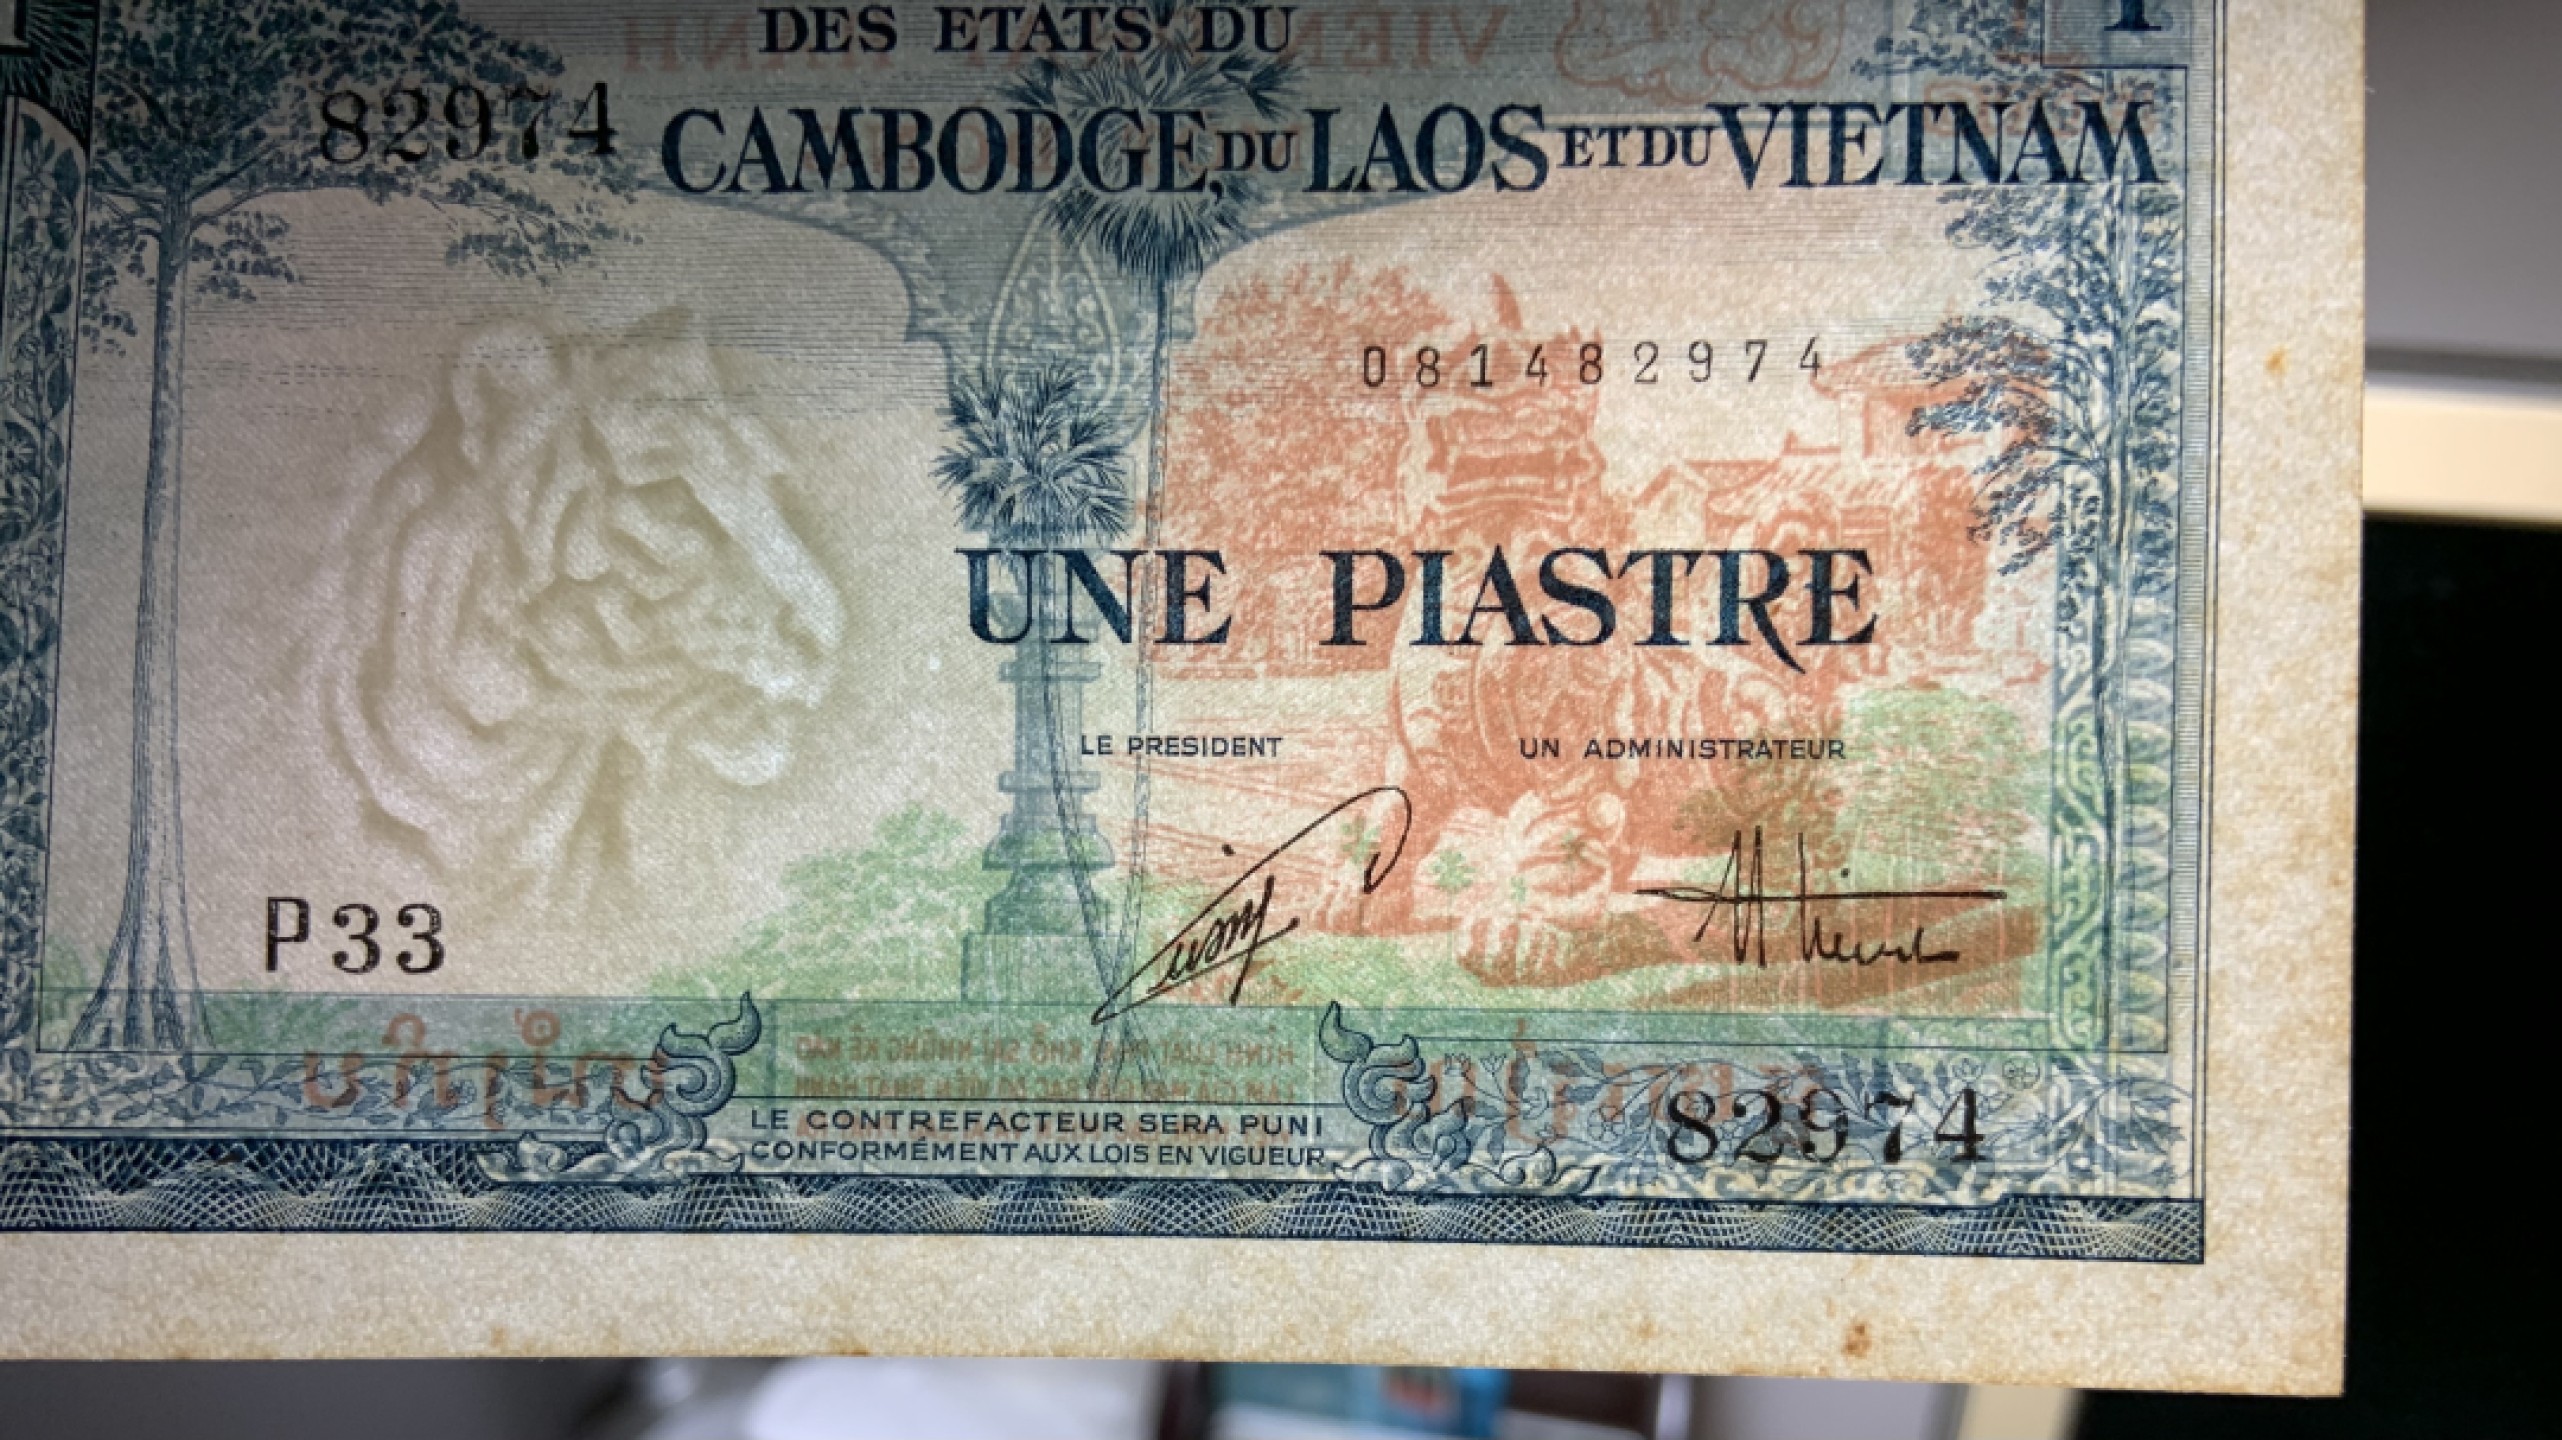 DES ETATS DU
82974
CAMBODGE, DU LAOS ET DU VIETNAM
081482974
UNE PIASTRE
LE PRESIDENT
UN ADMINISTRATEUR
P33
LE CONTREFACTEUR SERA PUNI
CONFORMÉMENT AUX LOIS EN VIGUEUR
82974